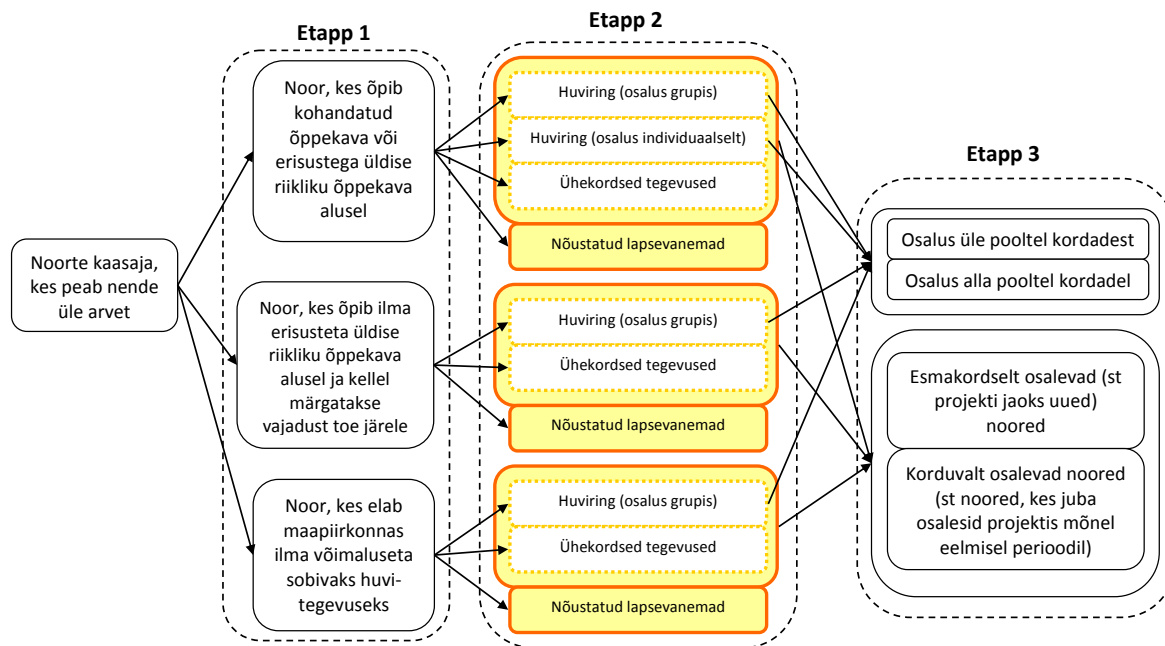 Etapp 1
Etapp 2
Etapp 3
Noorte kaasaja,
kes peab nende
üle arvet
Noor, kes õpib
kohandatud
õppekava või
erisustega üldise
riikliku õppekava
alusel
Noor, kes õpib ilma
erisusteta üldise
riikliku õppekava
alusel ja kellel
märgatakse
vajadust toe järele
Noor, kes elab
maapiirkonnas
ilma võimaluseta
sobivaks huvi-
tegevuseks
Huviring (osalus grupis)
Huviring (osalus individuaalselt)
Ühekordsed tegevused
Nõustatud lapsevanemad
Huviring (osalus grupis)
Ühekordsed tegevused
Nõustatud lapsevanemad
Huviring (osalus grupis)
Ühekordsed tegevused
Nõustatud lapsevanemad
Osalus üle pooltel kordadest
Osalus alla pooltel kordadel
Esmakordselt osalevad (st
projekti jaoks uued)
noored
Korduvalt osalevad noored
(st noored, kes juba
osalesid projektis mõnel
eelmisel perioodil)